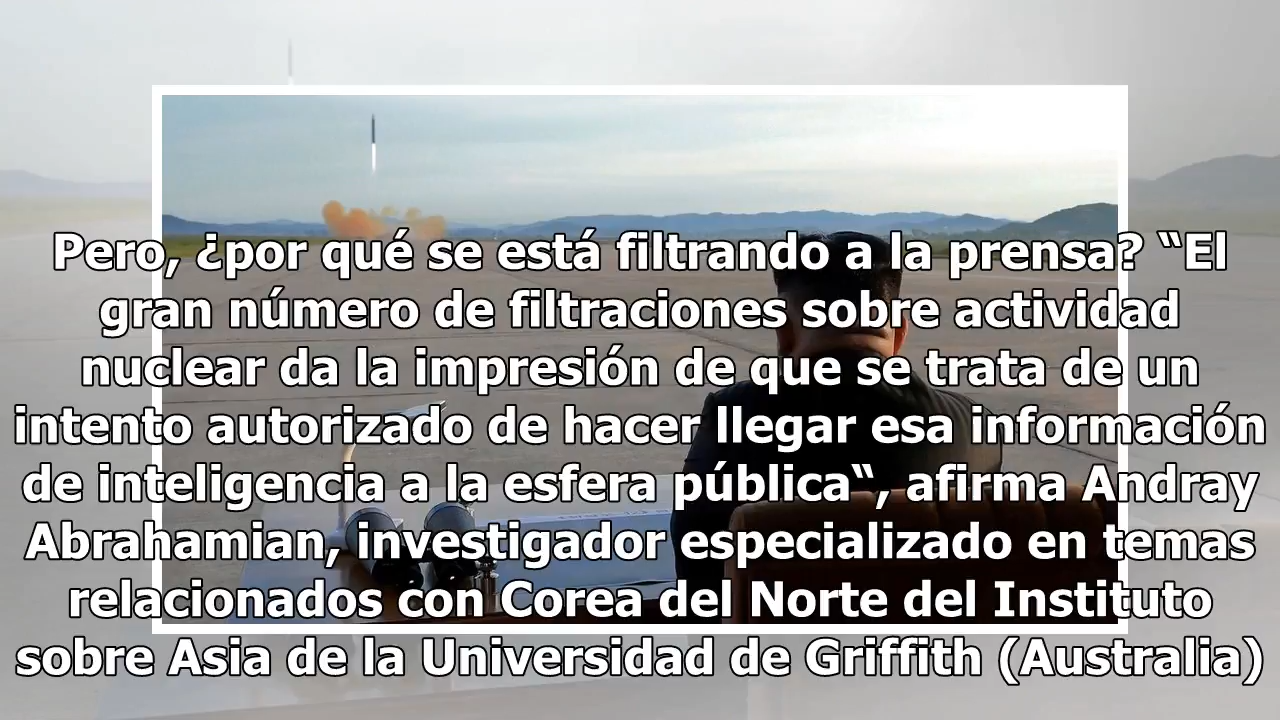 Pero, ¿por qué se está filtrando a la prensa? “El
gran número de filtraciones sobre actividad
nuclear da la impresión de que se trata de un
intento autorizado de hacer llegar esa información
de inteligencia a la esfera pública“, afirma Andray
Abrahamian, investigador especializado en temas
relacionados con Corea del Norte del Instituto
sobre Asia de la Universidad de Griffith (Australia)